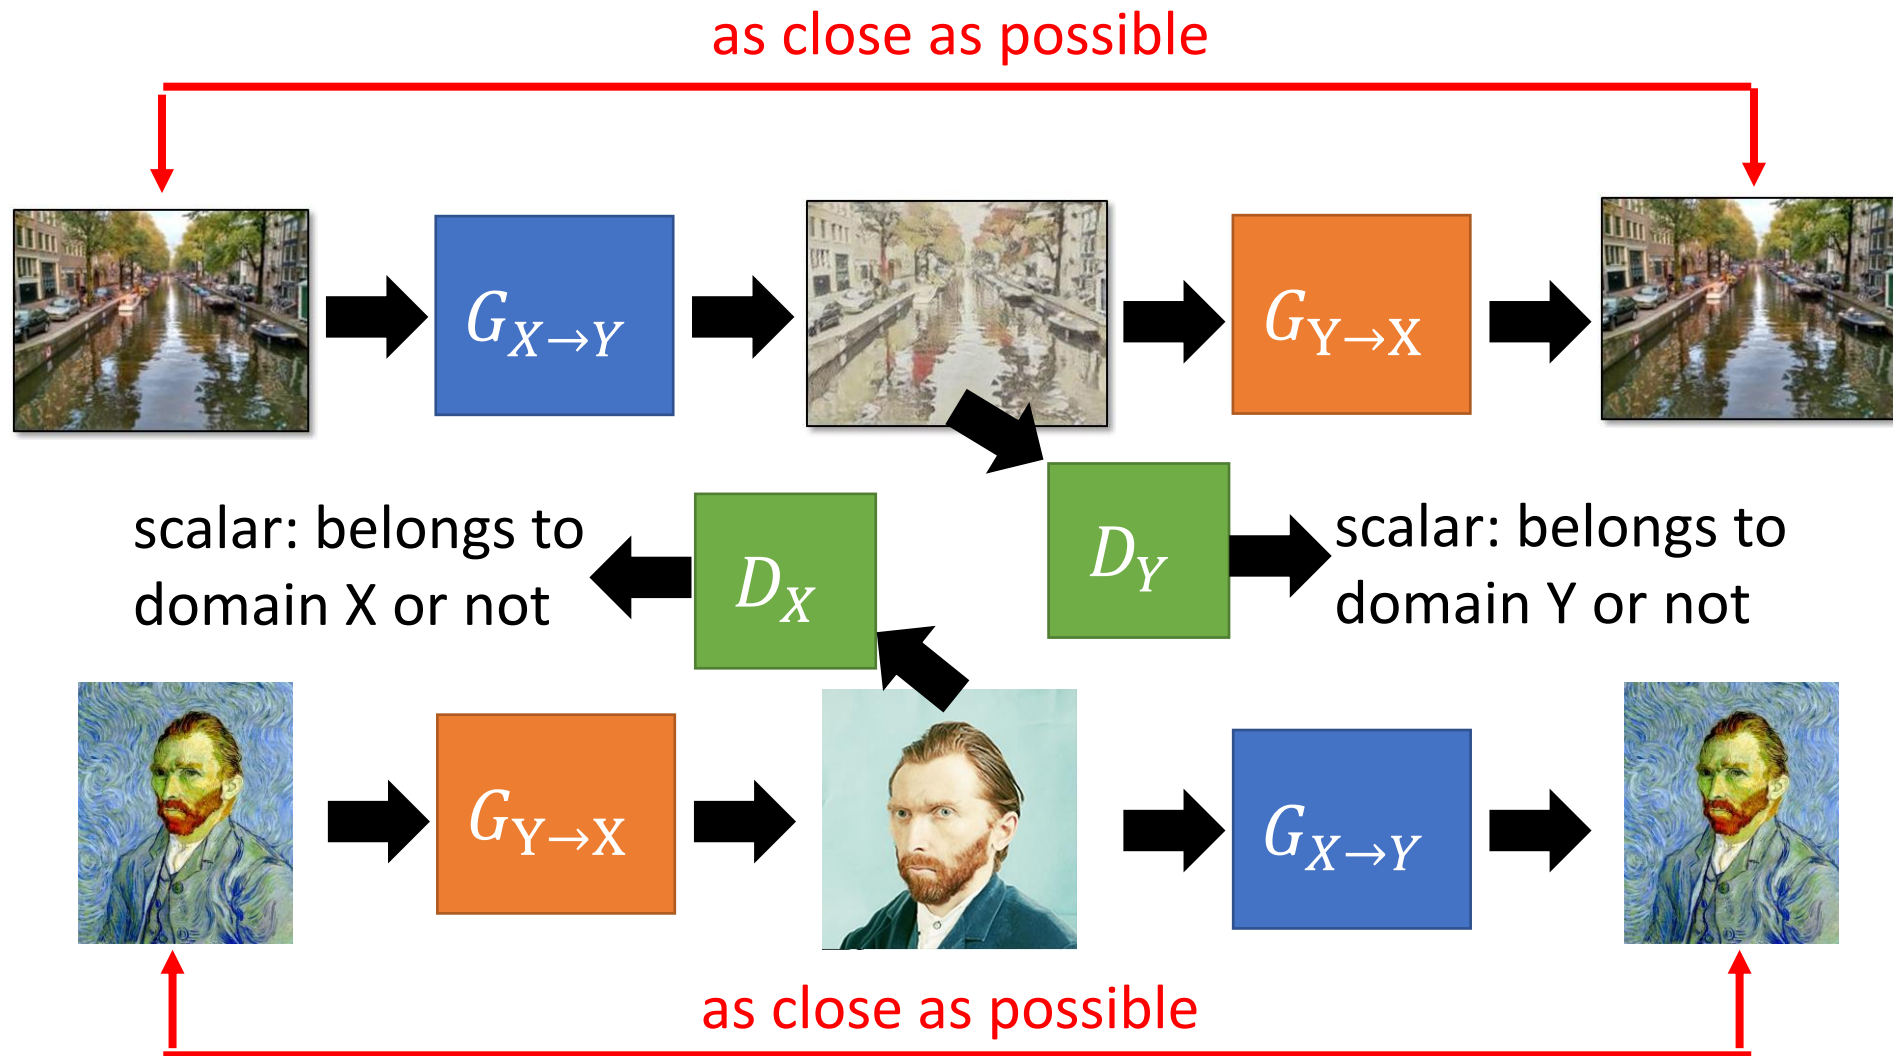 as close as possible
G_{X→Y}
G_{Y→X}
scalar: belongs to
domain X or not
D_X
D_Y
scalar: belongs to
domain Y or not
G_{Y→X}
G_{X→Y}
as close as possible